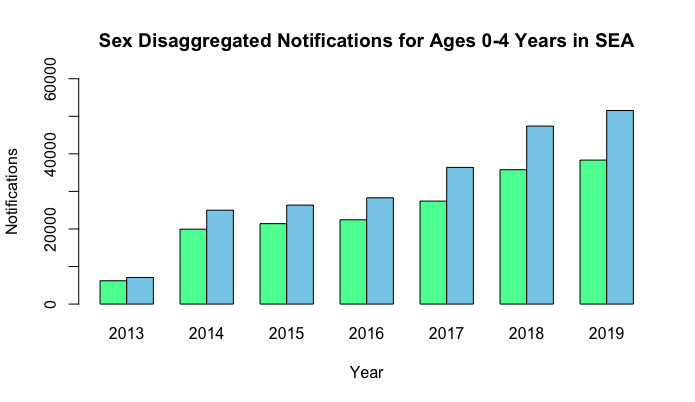 Sex Disaggregated Notifications for Ages 0-4 Years in SEA
Notifications
60000
40000
20000
0
2013 2014 2015 2016 2017 2018 2019
Year